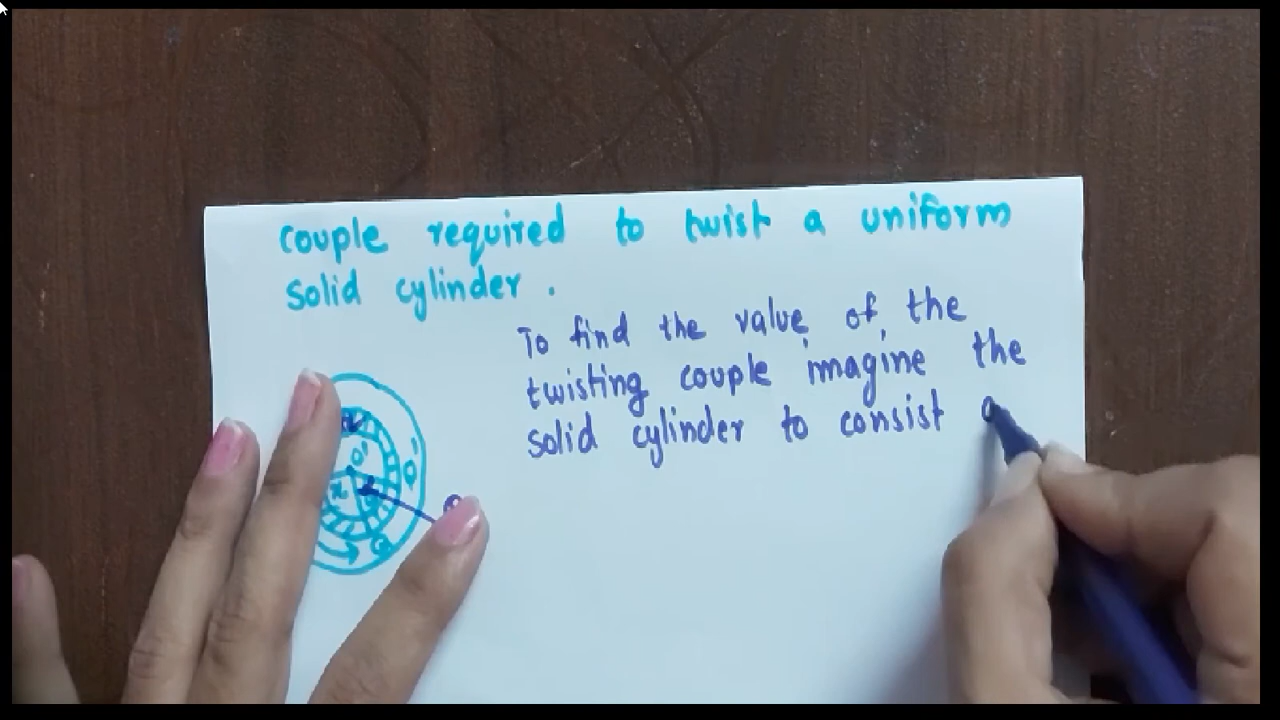 Couple required to twist a uniform
Solid cylinder .
To find the value of the
twisting couple imagine the
solid cylinder to consist
x